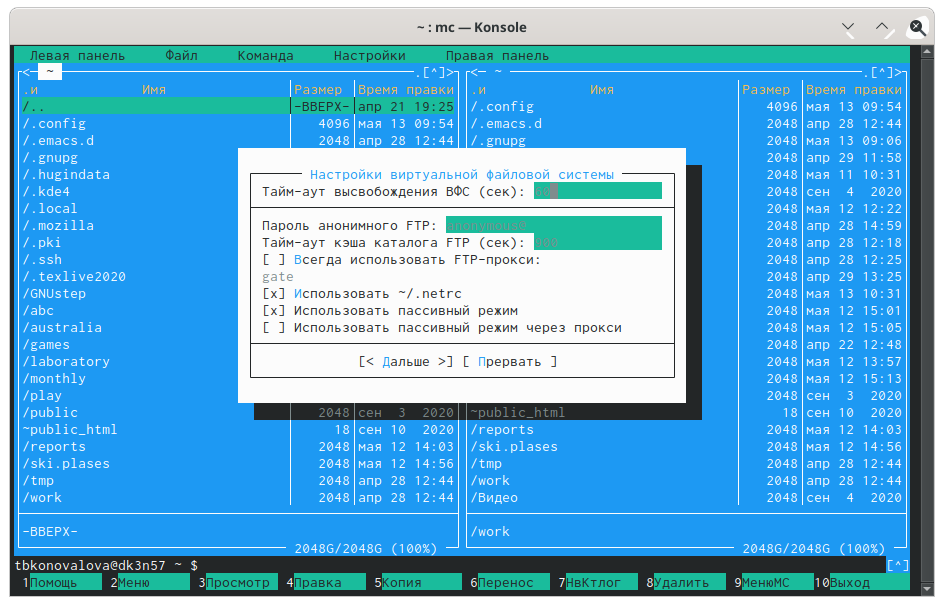 ~ : mc — Konsole
Левая панель Файл Команда Настройки Правая панель
<- ~ .[^]> <- ~ .[^]>
.и Имя Размер Время правки .и Имя Размер Время правки
/.. -ВВЕРХ- апр 21 19:25 /.config 4096 мая 13 09:54
/.config 4096 мая 13 09:54 /.emacs.d 2048 апр 28 12:44
/.emacs.d 2048 апр 28 12:44 /.gnupg 2048 мая 13 09:06
/.gnupg 2048 апр 29 11:58
/.hugindata Настройки виртуальной файловой системы 2048 мая 11 10:31
/.kde4 Тайм-аут высвобождения ВФС (сек): 2048 сен 4 2020
/.local 2048 мая 12 12:22
/.mozilla Пароль анонимного FTP: 2048 апр 28 14:59
/.pki Тайм-аут кэша каталога FTP (сек): 2048 апр 28 12:18
/.ssh [ ] Всегда использовать FTP-прокси: 2048 апр 28 12:25
/.texlive2020 gate 2048 апр 29 13:25
/GNUstep [x] Использовать ~/.netrc 2048 мая 13 10:31
/abc [x] Использовать пассивный режим 2048 мая 12 15:01
/australia [ ] Использовать пассивный режим через прокси 2048 мая 12 15:05
/games 2048 апр 22 12:48
/laboratory [< Дальше >] [ Прервать ] 2048 мая 12 13:57
/monthly 2048 мая 12 15:13
/play 2048 сен 3 2020
/public 2048 сен 3 2020 ~public_html 18 сен 10 2020
~public_html 18 сен 10 2020 /reports 2048 мая 12 14:03
/reports 2048 мая 12 14:03 /ski.plases 2048 мая 12 14:56
/ski.plases 2048 мая 12 14:56 /tmp 2048 апр 28 12:44
/tmp 2048 апр 28 12:44 /work 2048 апр 28 12:44
/work 2048 апр 28 12:44 /Видео 2048 сен 4 2020
-ВВЕРХ- /work
2048G/2048G (100%) 2048G/2048G (100%)
tbkonovalova@dk3n57 ~ $ [^]
1Помощь 2Меню 3Просмотр 4Правка 5Копия 6Перенос 7НвКтлог 8Удалить 9МенюМС 10Выход